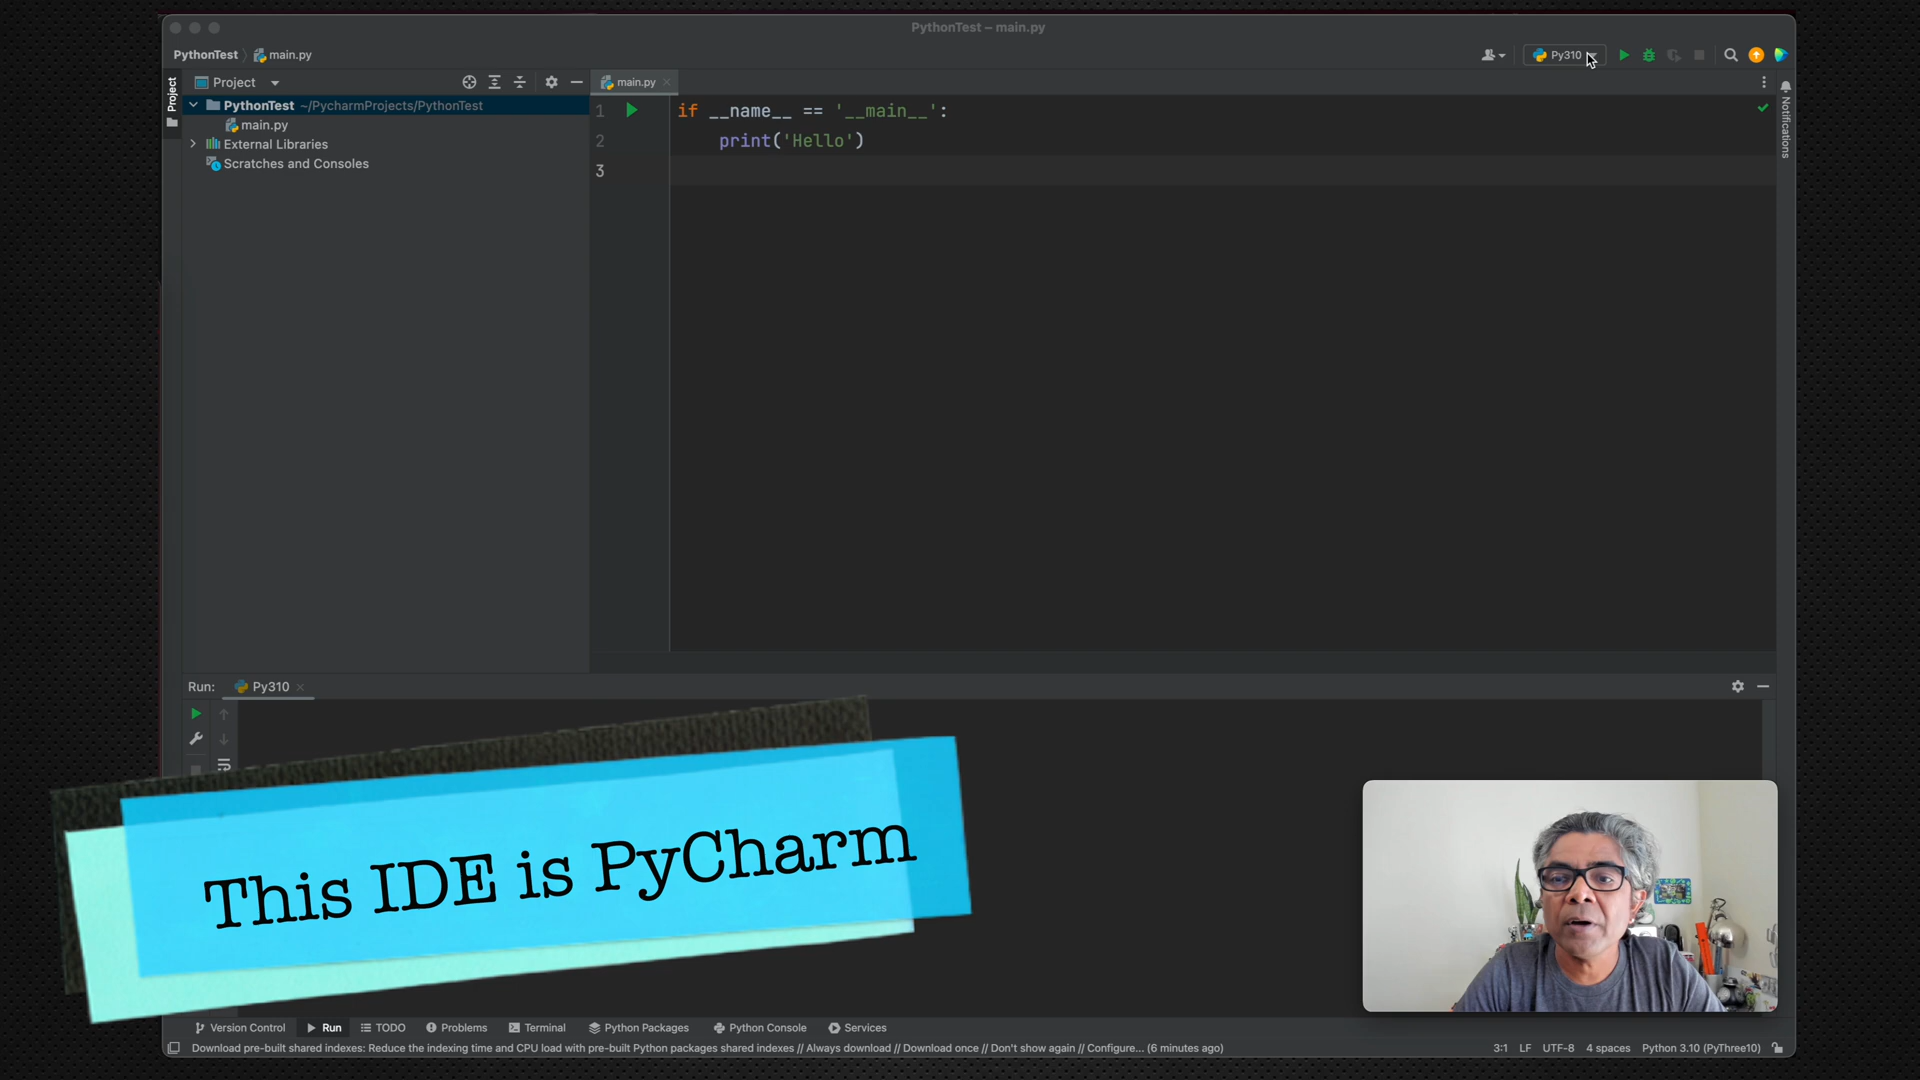 PythonTest – main.py
PythonTest
main.py
Py310
Project
Project
main.py
PythonTest ~/PycharmProjects/PythonTest
main.py
External Libraries
Scratches and Consoles
1 if __name__ == '__main__':
2 print('Hello')
3
Notifications
Run: Py310
This IDE is PyCharm
Version Control Run TODO Problems Terminal Python Packages Python Console Services
Download pre-built shared indexes: Reduce the indexing time and CPU load with pre-built Python packages shared indexes // Always download // Download once // Don't show again // Configure... (6 minutes ago) 3:1 LF UTF-8 4 spaces Python 3.10 (PyThree10)